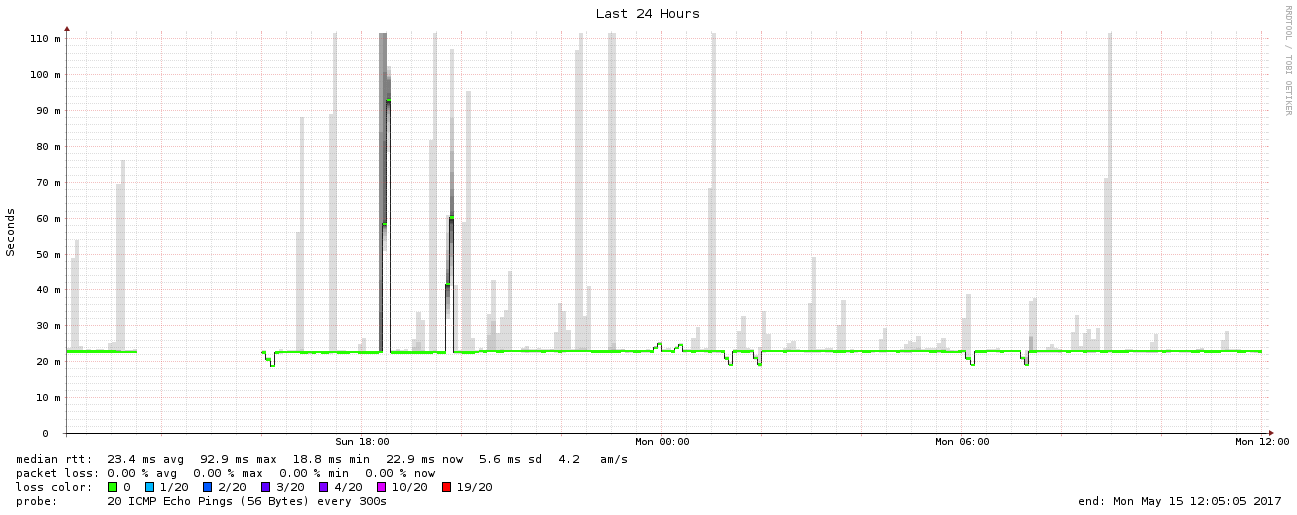 Last 24 Hours
RRDTOOL / TOBI OETIKER
Seconds
110 m
100 m
90 m
80 m
70 m
60 m
50 m
40 m
30 m
20 m
10 m
0
Sun 18:00 Mon 00:00 Mon 06:00 Mon 12:00
median rtt: 23.4 ms avg 92.9 ms max 18.8 ms min 22.9 ms now 5.6 ms sd 4.2 am/s
packet loss: 0.00 % avg 0.00 % max 0.00 % min 0.00 % now
loss color: 0 1/20 2/20 3/20 4/20 10/20 19/20
probe: 20 ICMP Echo Pings (56 Bytes) every 300s end: Mon May 15 12:05:05 2017